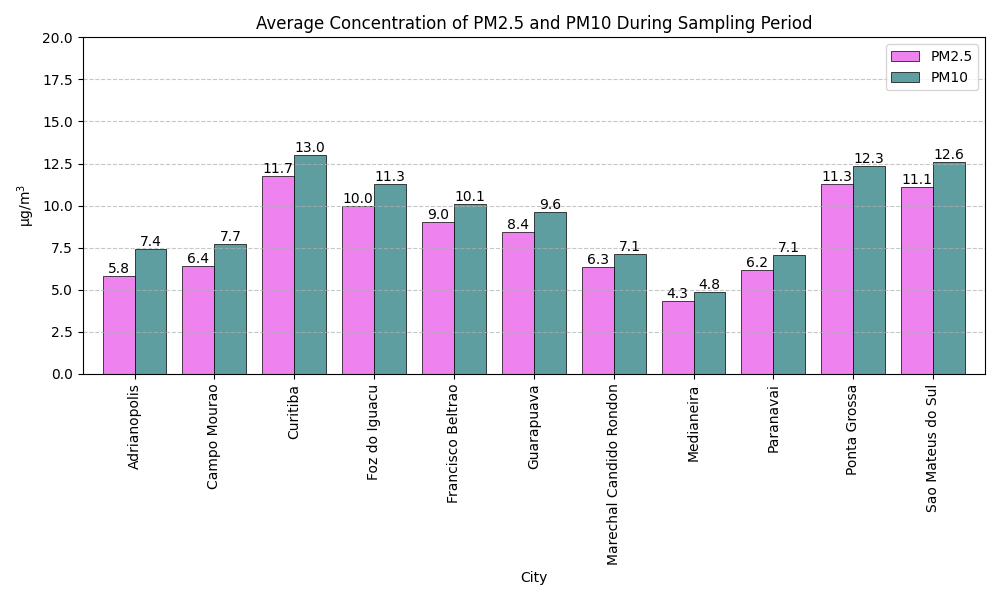 Average Concentration of PM2.5 and PM10 During Sampling Period
PM2.5
PM10
μg/m³
20.0
17.5
15.0
12.5
10.0
7.5
5.0
2.5
0.0
5.8 7.4 6.4 7.7 11.7 13.0 10.0 11.3 9.0 10.1 8.4 9.6 6.3 7.1 4.3 4.8 6.2 7.1 11.3 12.3 11.1 12.6
Adrianopolis
Campo Mourao
Curitiba
Foz do Iguacu
Francisco Beltrao
Guarapuava
Marechal Candido Rondon
Medianeira
Paranavai
Ponta Grossa
Sao Mateus do Sul
City